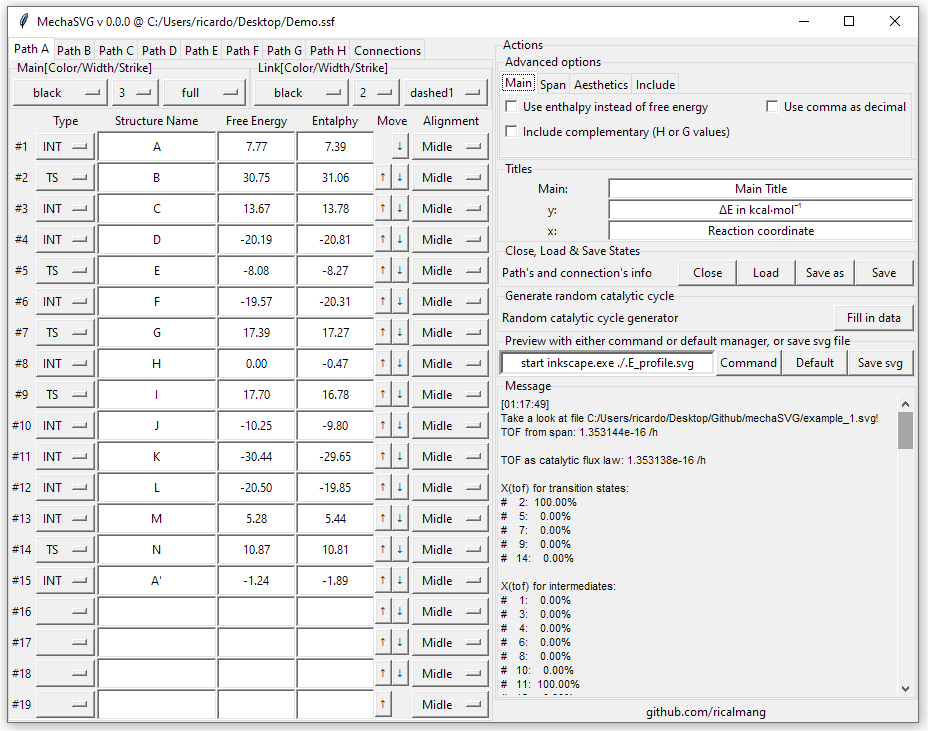 MechaSVG v 0.0.0 @ C:/Users/ricardo/Desktop/Demo.ssf
Path A Path B Path C Path D Path E Path F Path G Path H Connections
Main[Color/Width/Strike] Link[Color/Width/Strike]
black 3 full black 2 dashed1
Type Structure Name Free Energy Entalphy Move Alignment
#1 INT A 7.77 7.39 ↓ Midle
#2 TS B 30.75 31.06 ↑ ↓ Midle
#3 INT C 13.67 13.78 ↑ ↓ Midle
#4 INT D -20.19 -20.81 ↑ ↓ Midle
#5 TS E -8.08 -8.27 ↑ ↓ Midle
#6 INT F -19.57 -20.31 ↑ ↓ Midle
#7 TS G 17.39 17.27 ↑ ↓ Midle
#8 INT H 0.00 -0.47 ↑ ↓ Midle
#9 TS I 17.70 16.78 ↑ ↓ Midle
#10 INT J -10.25 -9.80 ↑ ↓ Midle
#11 INT K -30.44 -29.65 ↑ ↓ Midle
#12 INT L -20.50 -19.85 ↑ ↓ Midle
#13 INT M 5.28 5.44 ↑ ↓ Midle
#14 TS N 10.87 10.81 ↑ ↓ Midle
#15 INT A' -1.24 -1.89 ↑ ↓ Midle
#16 ↑ ↓ Midle
#17 ↑ ↓ Midle
#18 ↑ ↓ Midle
#19 ↑ Midle
Actions
Advanced options
Main Span Aesthetics Include
Use enthalpy instead of free energy Use comma as decimal
Include complementary (H or G values)
Titles
Main: Main Title
y: ΔE in kcal·mol⁻¹
x: Reaction coordinate
Close, Load & Save States
Path's and connection's info Close Load Save as Save
Generate random catalytic cycle
Random catalytic cycle generator Fill in data
Preview with either command or default manager, or save svg file
start inkscape.exe ./.E_profile.svg Command Default Save svg
Message
[01:17:49]
Take a look at file C:/Users/ricardo/Desktop/Github/mechaSVG/example_1.svg!
TOF from span: 1.353144e-16 /h
TOF as catalytic flux law: 1.353138e-16 /h
X(tof) for transition states:
# 2: 100.00%
# 5: 0.00%
# 7: 0.00%
# 9: 0.00%
# 14: 0.00%
X(tof) for intermediates:
# 1: 0.00%
# 3: 0.00%
# 4: 0.00%
# 6: 0.00%
# 8: 0.00%
# 10: 0.00%
# 11: 100.00%
github.com/ricalmang